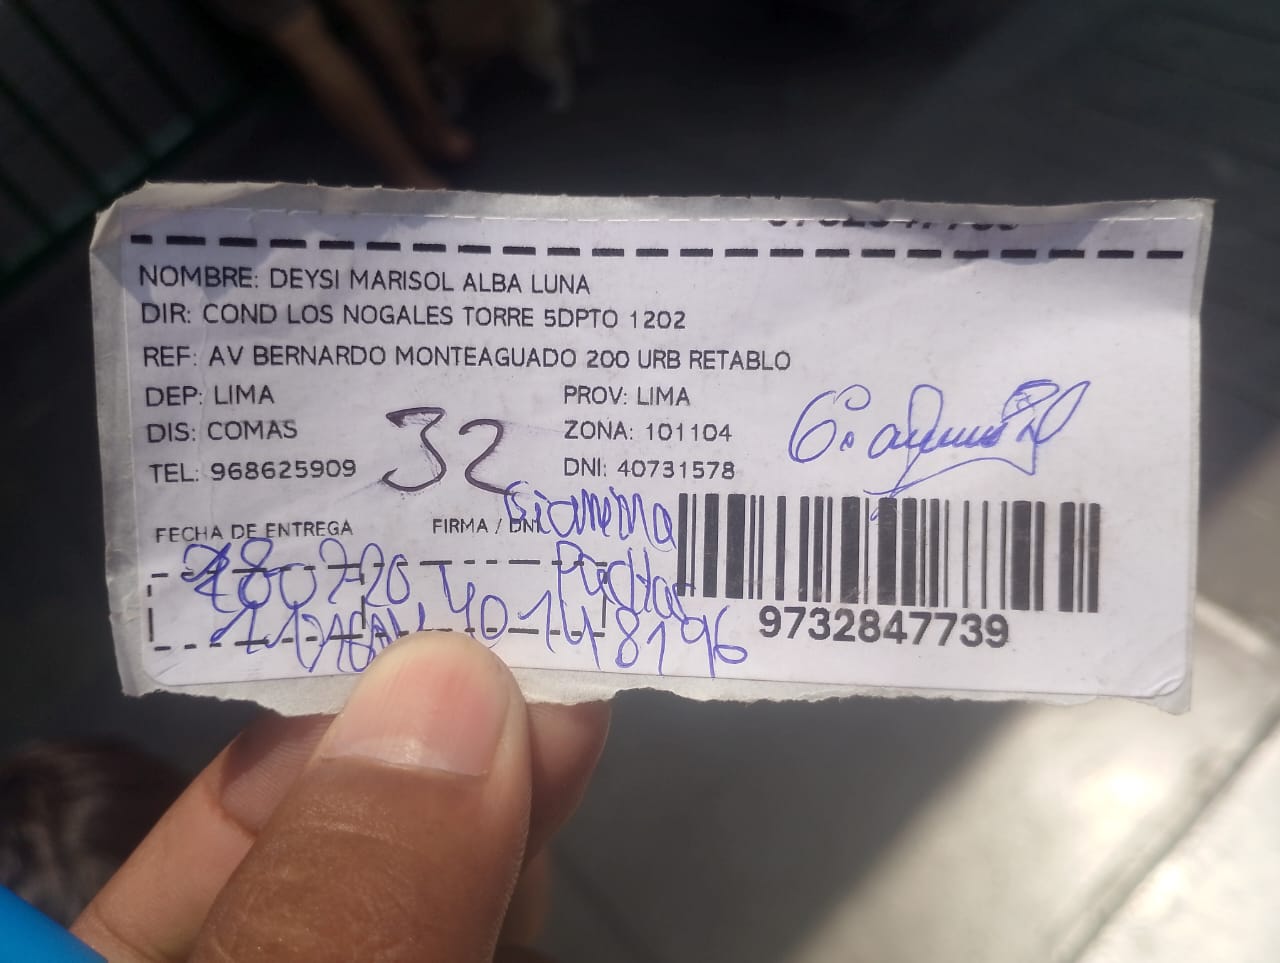 NOMBRE: DEYSI MARISOL ALBA LUNA
DIR: COND LOS NOGALES TORRE 5DPTO 1202
REF: AV BERNARDO MONTEAGUADO 200 URB RETABLO
DEP: LIMA PROV: LIMA
DIS: COMAS 32 ZONA: 101104
TEL: 968625909 DNI: 40731578
FECHA DE ENTREGA FIRMA / DNI
40148196
9732847739